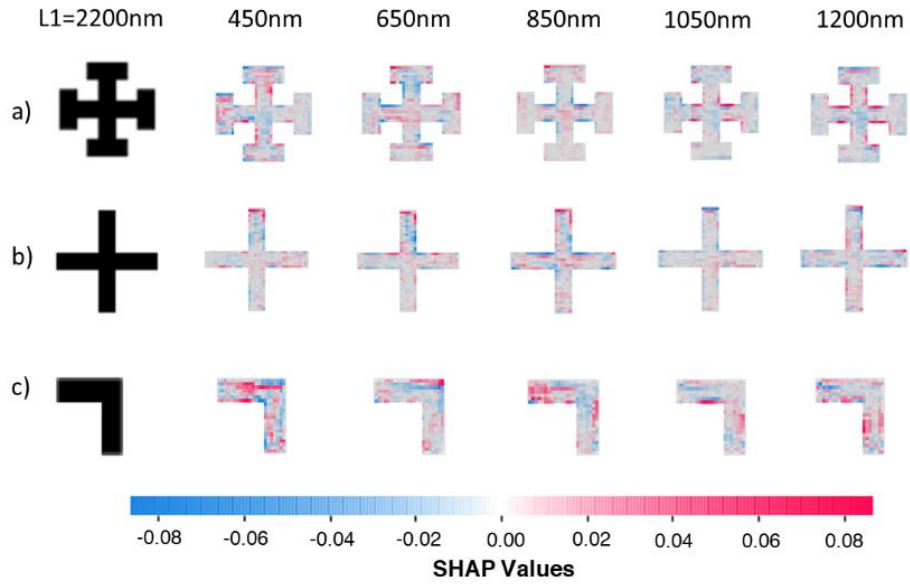 L1=2200nm 450nm 650nm 850nm 1050nm 1200nm
a)
b)
c)
-0.08 -0.06 -0.04 -0.02 0.00 0.02 0.04 0.06 0.08
SHAP Values